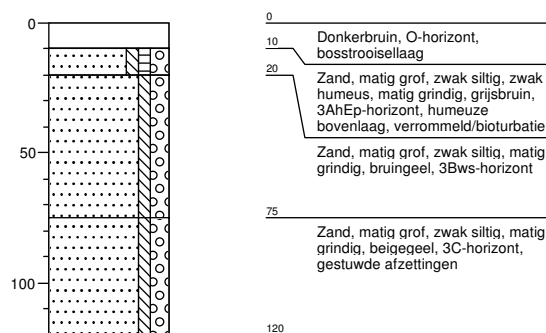 0
50
100
0
Donkerbruin, O-horizont,
bosstrooisellaag
10
20
Zand, matig grof, zwak siltig, zwak
humeus, matig grindig, grijsbruin,
3AhEp-horizont, humeuze
bovenlaag, verrommeld/bioturbatie
Zand, matig grof, zwak siltig, matig
grindig, bruingeel, 3Bws-horizont
75
Zand, matig grof, zwak siltig, matig
grindig, beigegeel, 3C-horizont,
gestuwde afzettingen
120